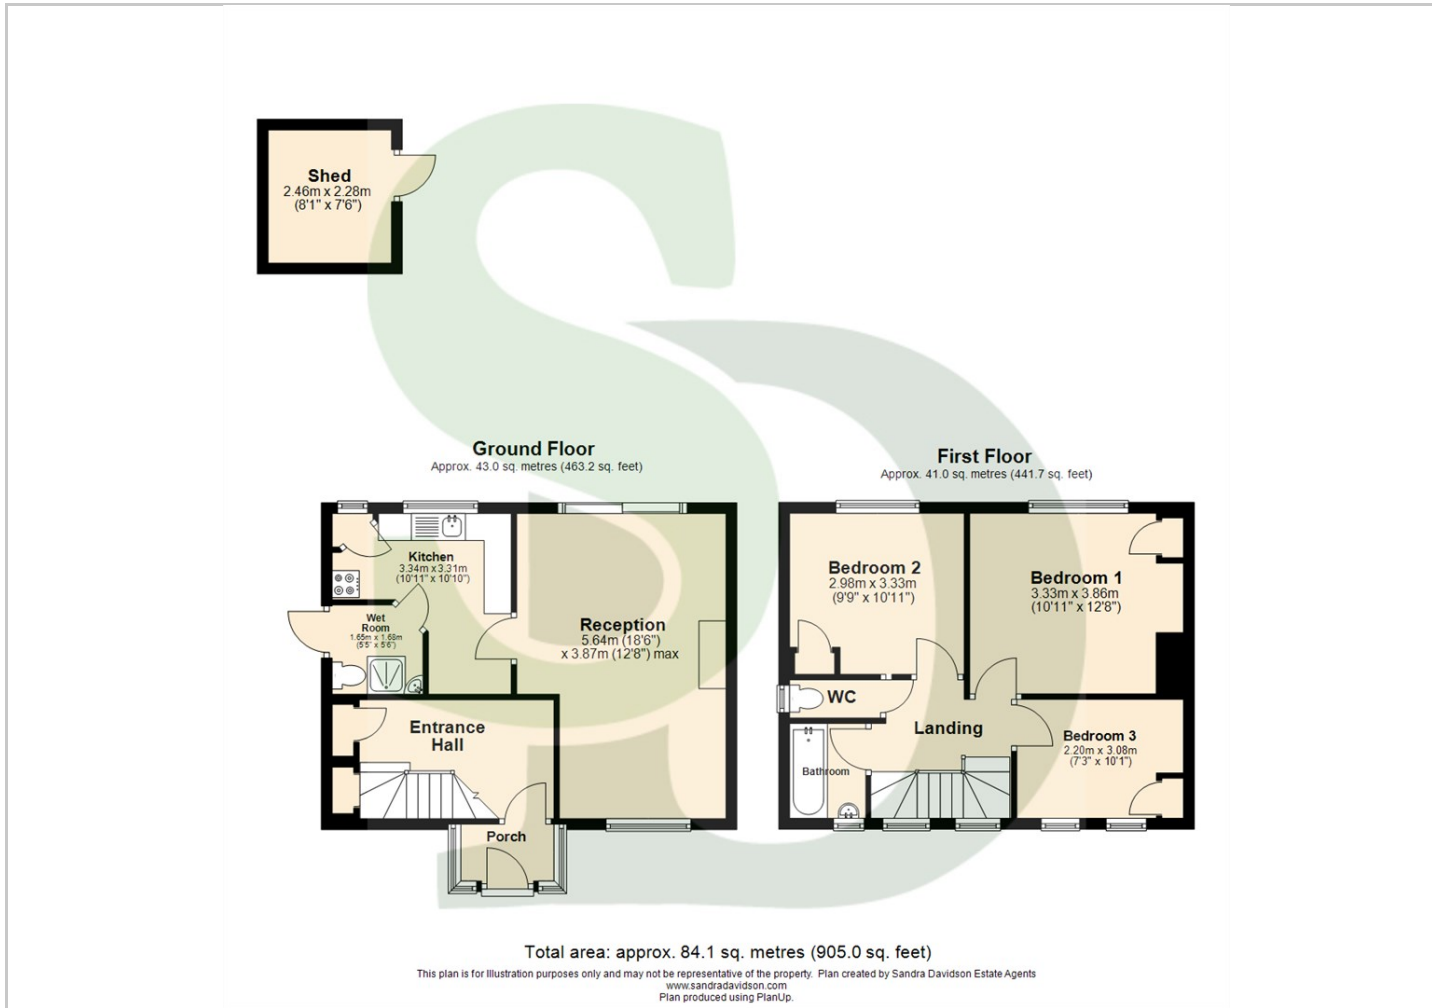 Shed
2.46m x 2.28m
(8'1" x 7'6")
Ground Floor
Approx. 43.0 sq. metres (463.2 sq. feet)
Kitchen
3.34m x 3.31m
(10'11" x 10'10")
Wet
Room
1.65m x 1.68m
(5'5" x 5'6")
Reception
5.64m (18'6")
x 3.87m (12'8") max
Entrance
Hall
Porch
First Floor
Approx. 41.0 sq. metres (441.7 sq. feet)
Bedroom 2
2.98m x 3.33m
(9'9" x 10'11")
Bedroom 1
3.33m x 3.86m
(10'11" x 12'8")
WC
Landing
Bathroom
Bedroom 3
2.20m x 3.08m
(7'3" x 10'1")
Total area: approx. 84.1 sq. metres (905.0 sq. feet)
This plan is for Illustration purposes only and may not be representative of the property. Plan created by Sandra Davidson Estate Agents
www.sandradavidson.com
Plan produced using PlanUp.
SD